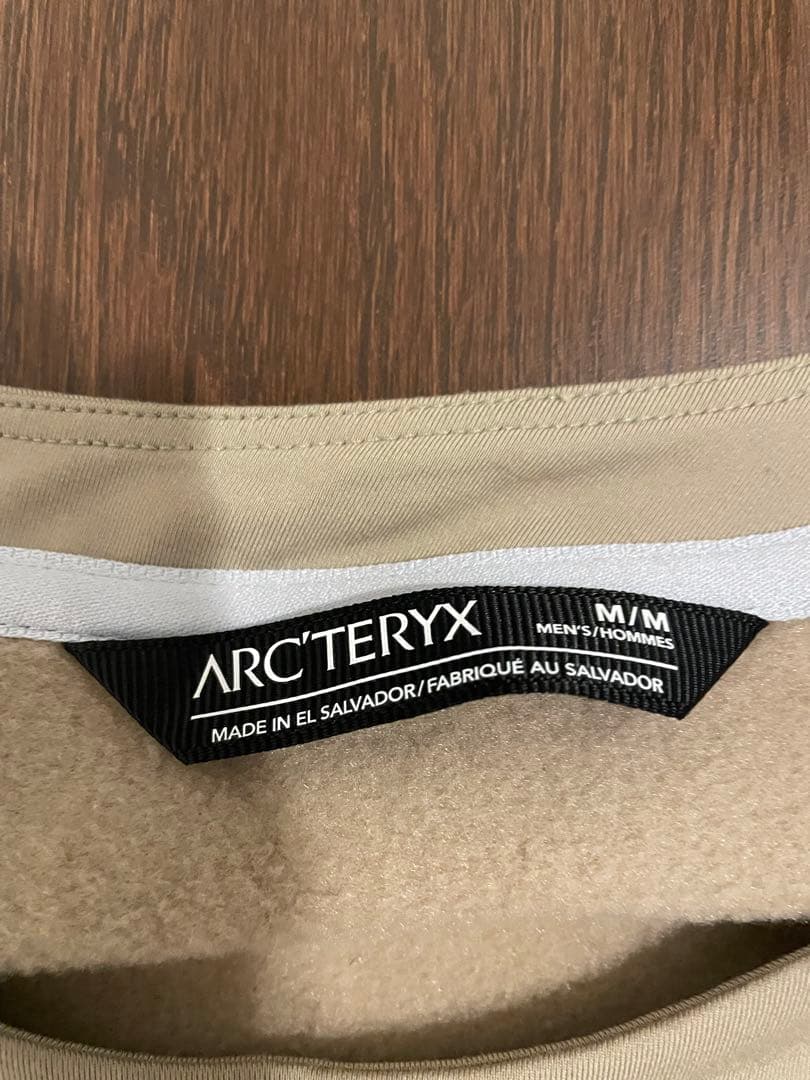 ARC'TERYX
M/M
MEN'S/HOMMES
MADE IN EL SALVADOR/FABRIQUÉ AU SALVADOR